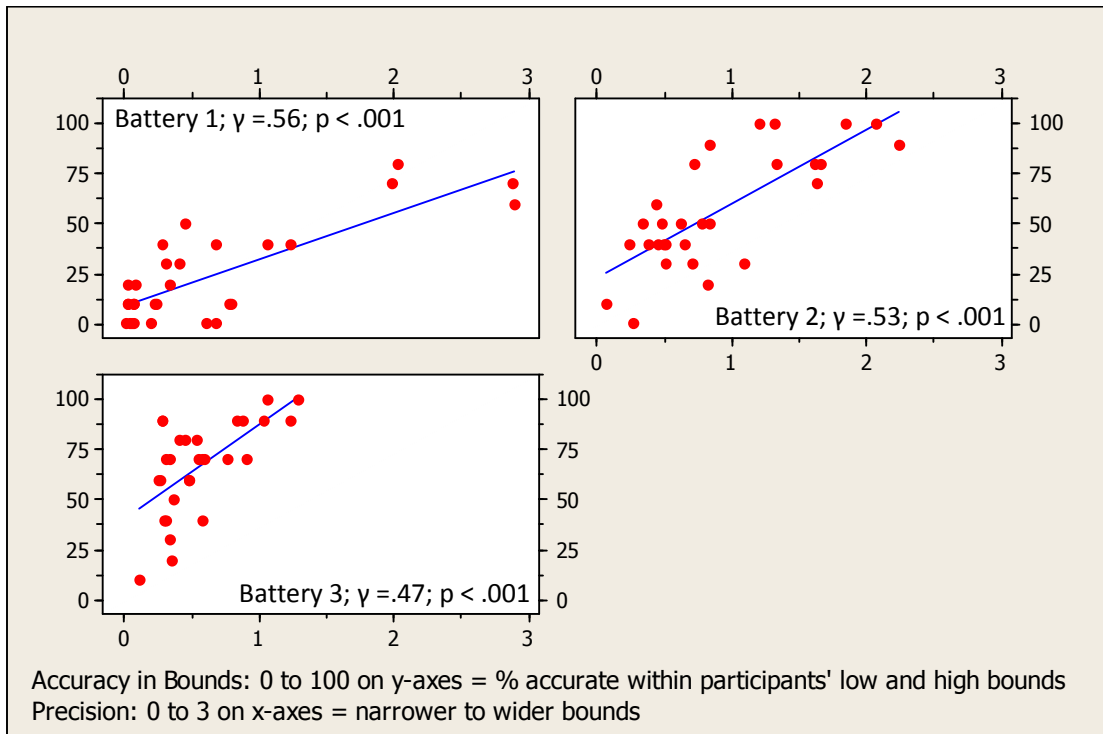 0 1 2 3
0 1 2 3
100
75
50
25
0
Battery 1; γ =.56; p < .001
100
75
50
25
0
Battery 2; γ =.53; p < .001
0 1 2 3
100
75
50
25
0
Battery 3; γ =.47; p < .001
100
75
50
25
0
0 1 2 3
Accuracy in Bounds: 0 to 100 on y-axes = % accurate within participants' low and high bounds
Precision: 0 to 3 on x-axes = narrower to wider bounds